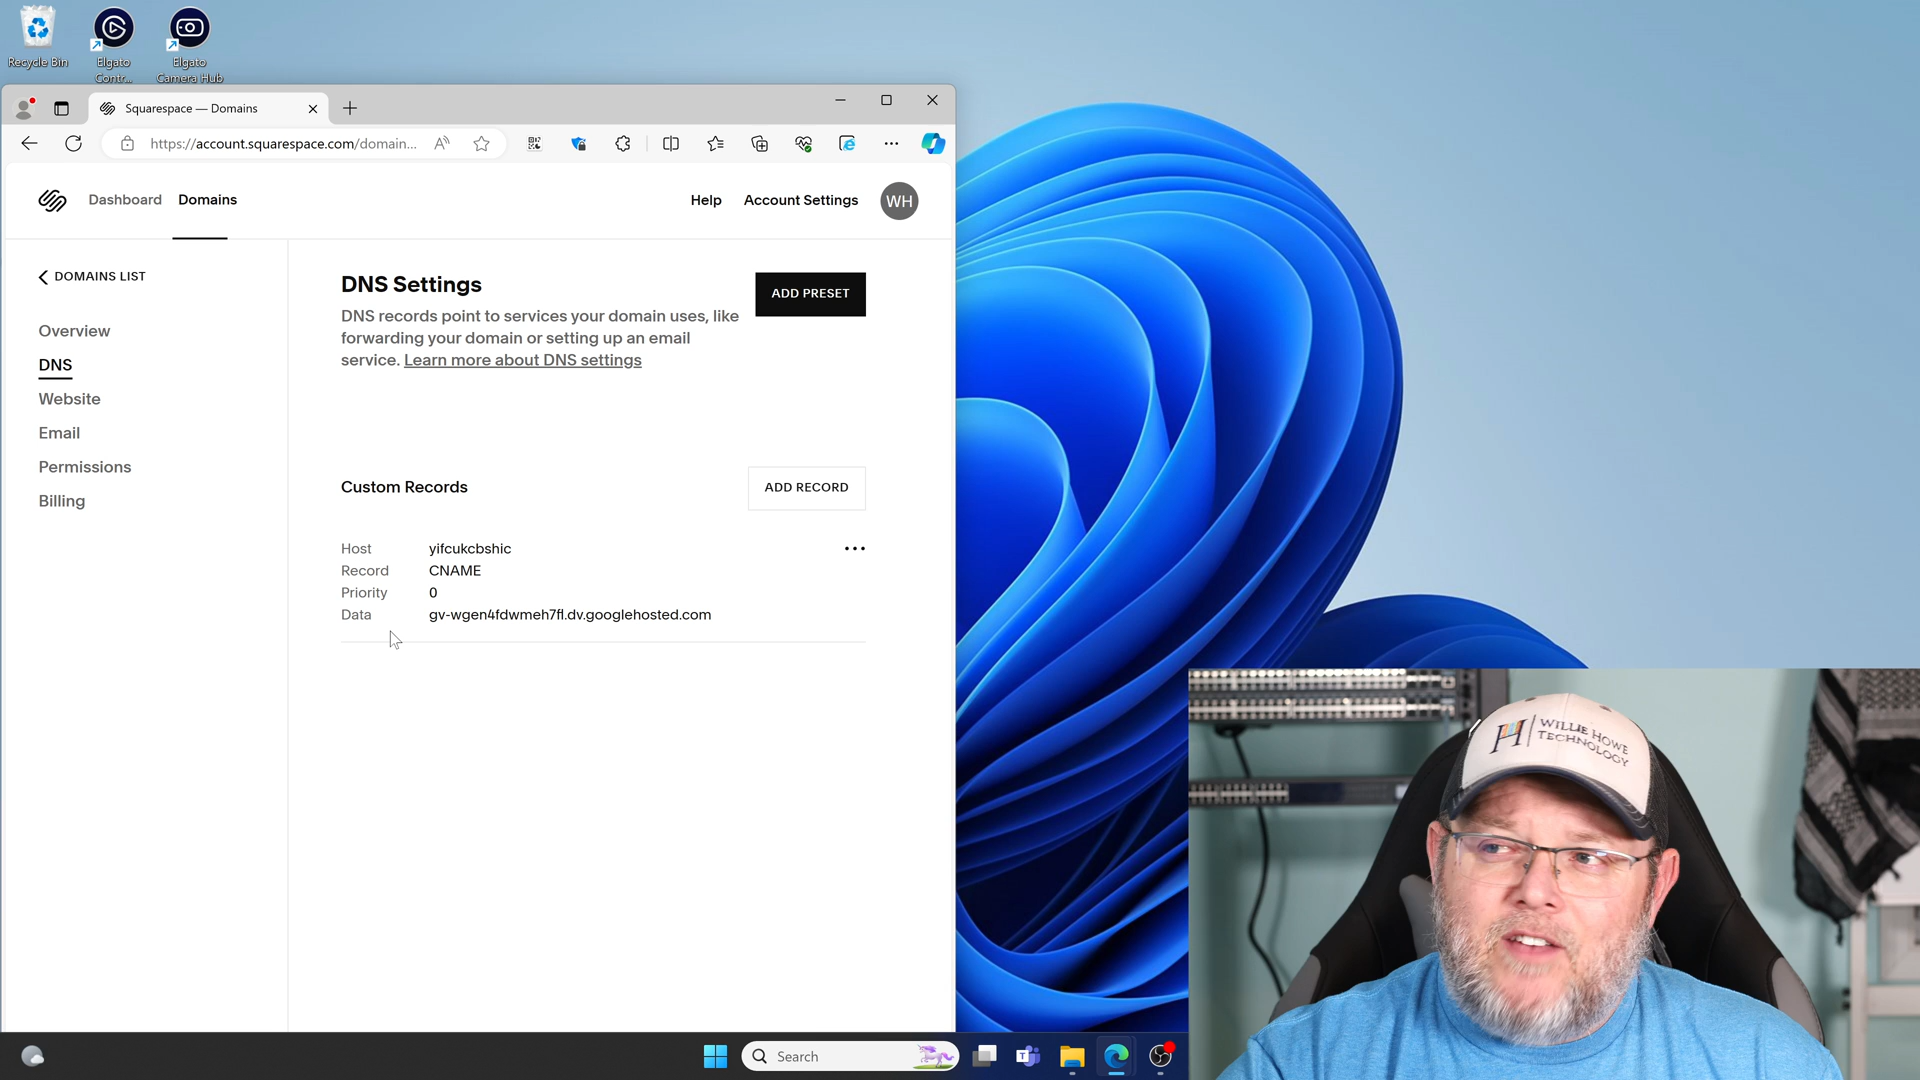 Recycle Bin
Elgato
Contr...
Elgato
Camera Hub
Squarespace — Domains
https://account.squarespace.com/domain...
Dashboard
Domains
Help
Account Settings
WH
DOMAINS LIST
Overview
DNS
Website
Email
Permissions
Billing
DNS Settings
ADD PRESET
DNS records point to services your domain uses, like
forwarding your domain or setting up an email
service. Learn more about DNS settings
Custom Records
ADD RECORD
Host yifcukcbshic
Record CNAME
Priority 0
Data gv-wgen4fdwmeh7fl.dv.googlehosted.com
H WILLIE HOWE
TECHNOLOGY
Search